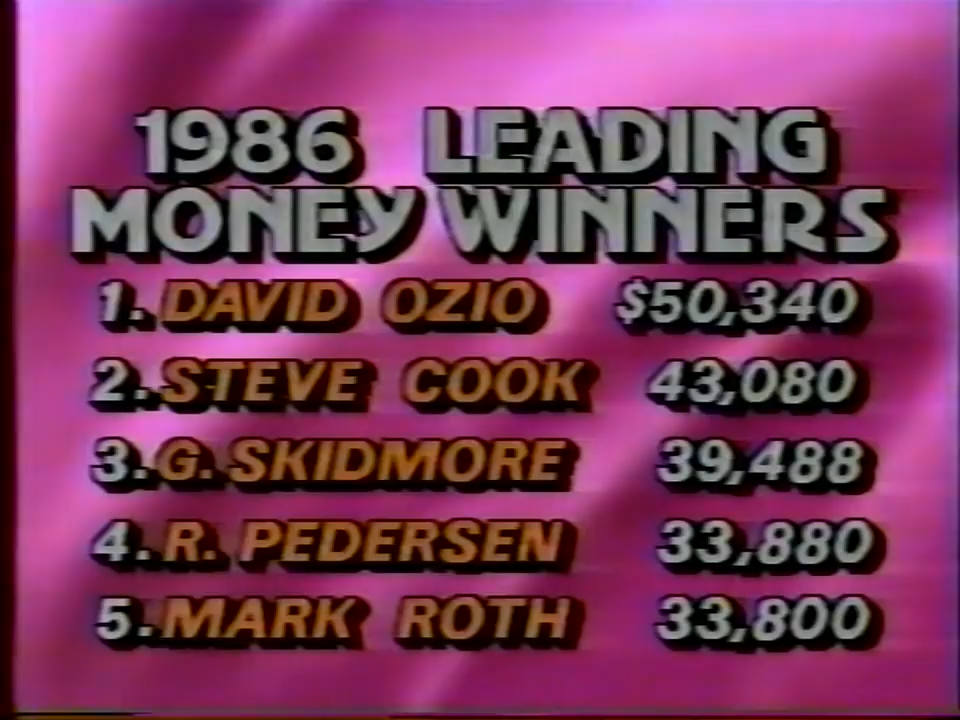 1986 LEADING
MONEY WINNERS
1. DAVID OZIO $50,340
2. STEVE COOK 43,080
3. G. SKIDMORE 39,488
4. R. PEDERSEN 33,880
5. MARK ROTH 33,800